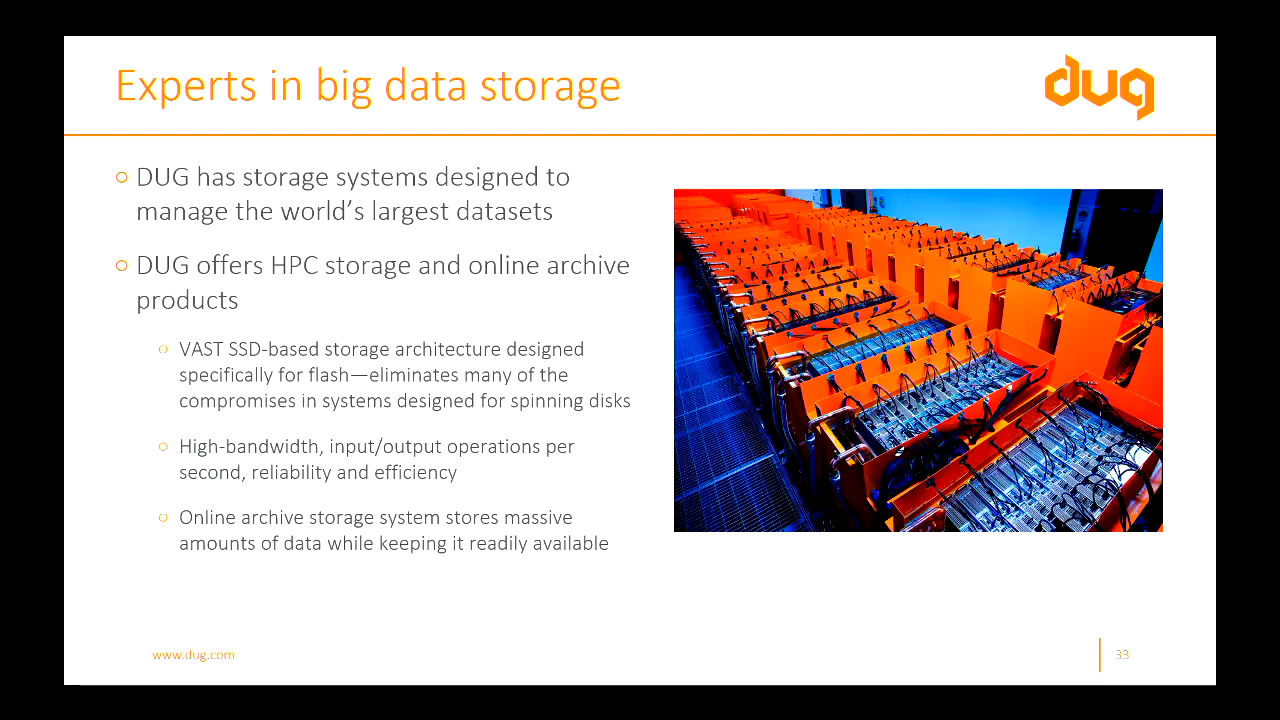 Experts in big data storage
dug
DUG has storage systems designed to
manage the world’s largest datasets
DUG offers HPC storage and online archive
products
VAST SSD-based storage architecture designed
specifically for flash—eliminates many of the
compromises in systems designed for spinning disks
High-bandwidth, input/output operations per
second, reliability and efficiency
Online archive storage system stores massive
amounts of data while keeping it readily available
www.dug.com
33